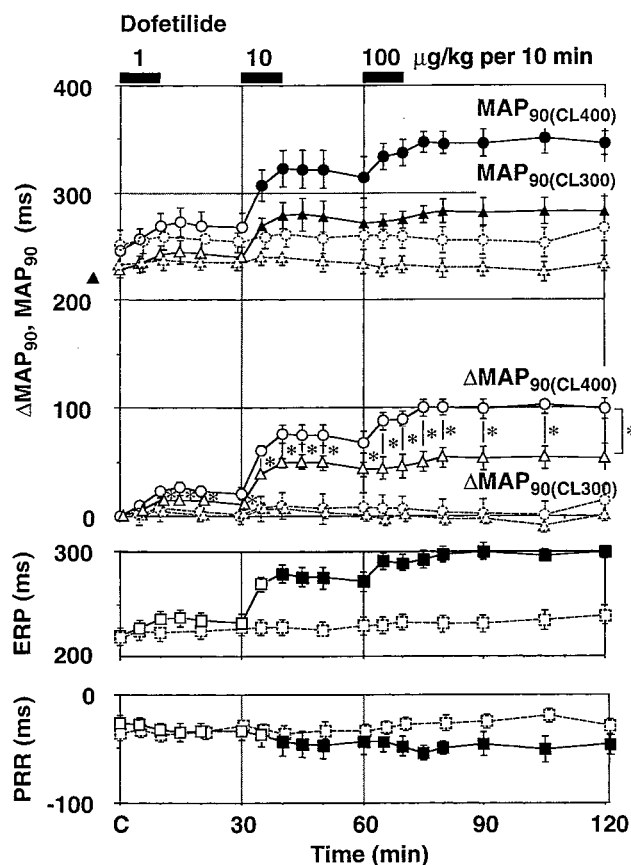 Dofetilide
1 10 100 μg/kg per 10 min
400
MAP90(CL400)
MAP90(CL300)
300
200
ΔMAP90, MAP90 (ms)
ΔMAP90(CL400)
100
* * † * * * * * * * * *
* * * *
ΔMAP90(CL300)
0
300
ERP (ms)
200
0
PRR (ms)
-100
C 30 60 90 120
Time (min)